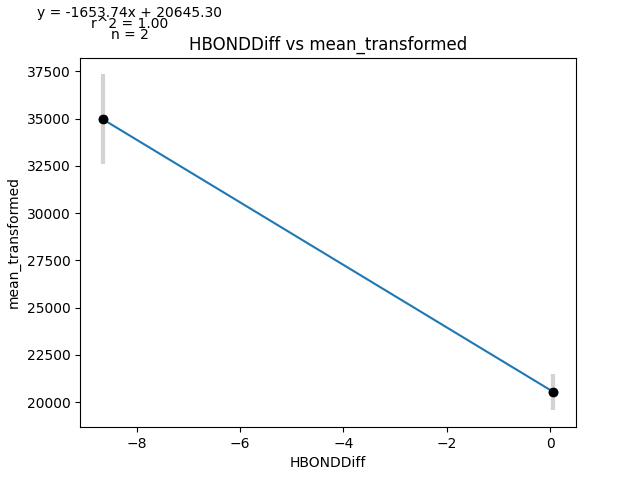 y = -1653.74x + 20645.30
r^2 = 1.00
n = 2
HBONDDiff vs mean_transformed
37500
35000
32500
30000
27500
25000
22500
20000
mean_transformed
−8
−6
−4
−2
0
HBONDDiff